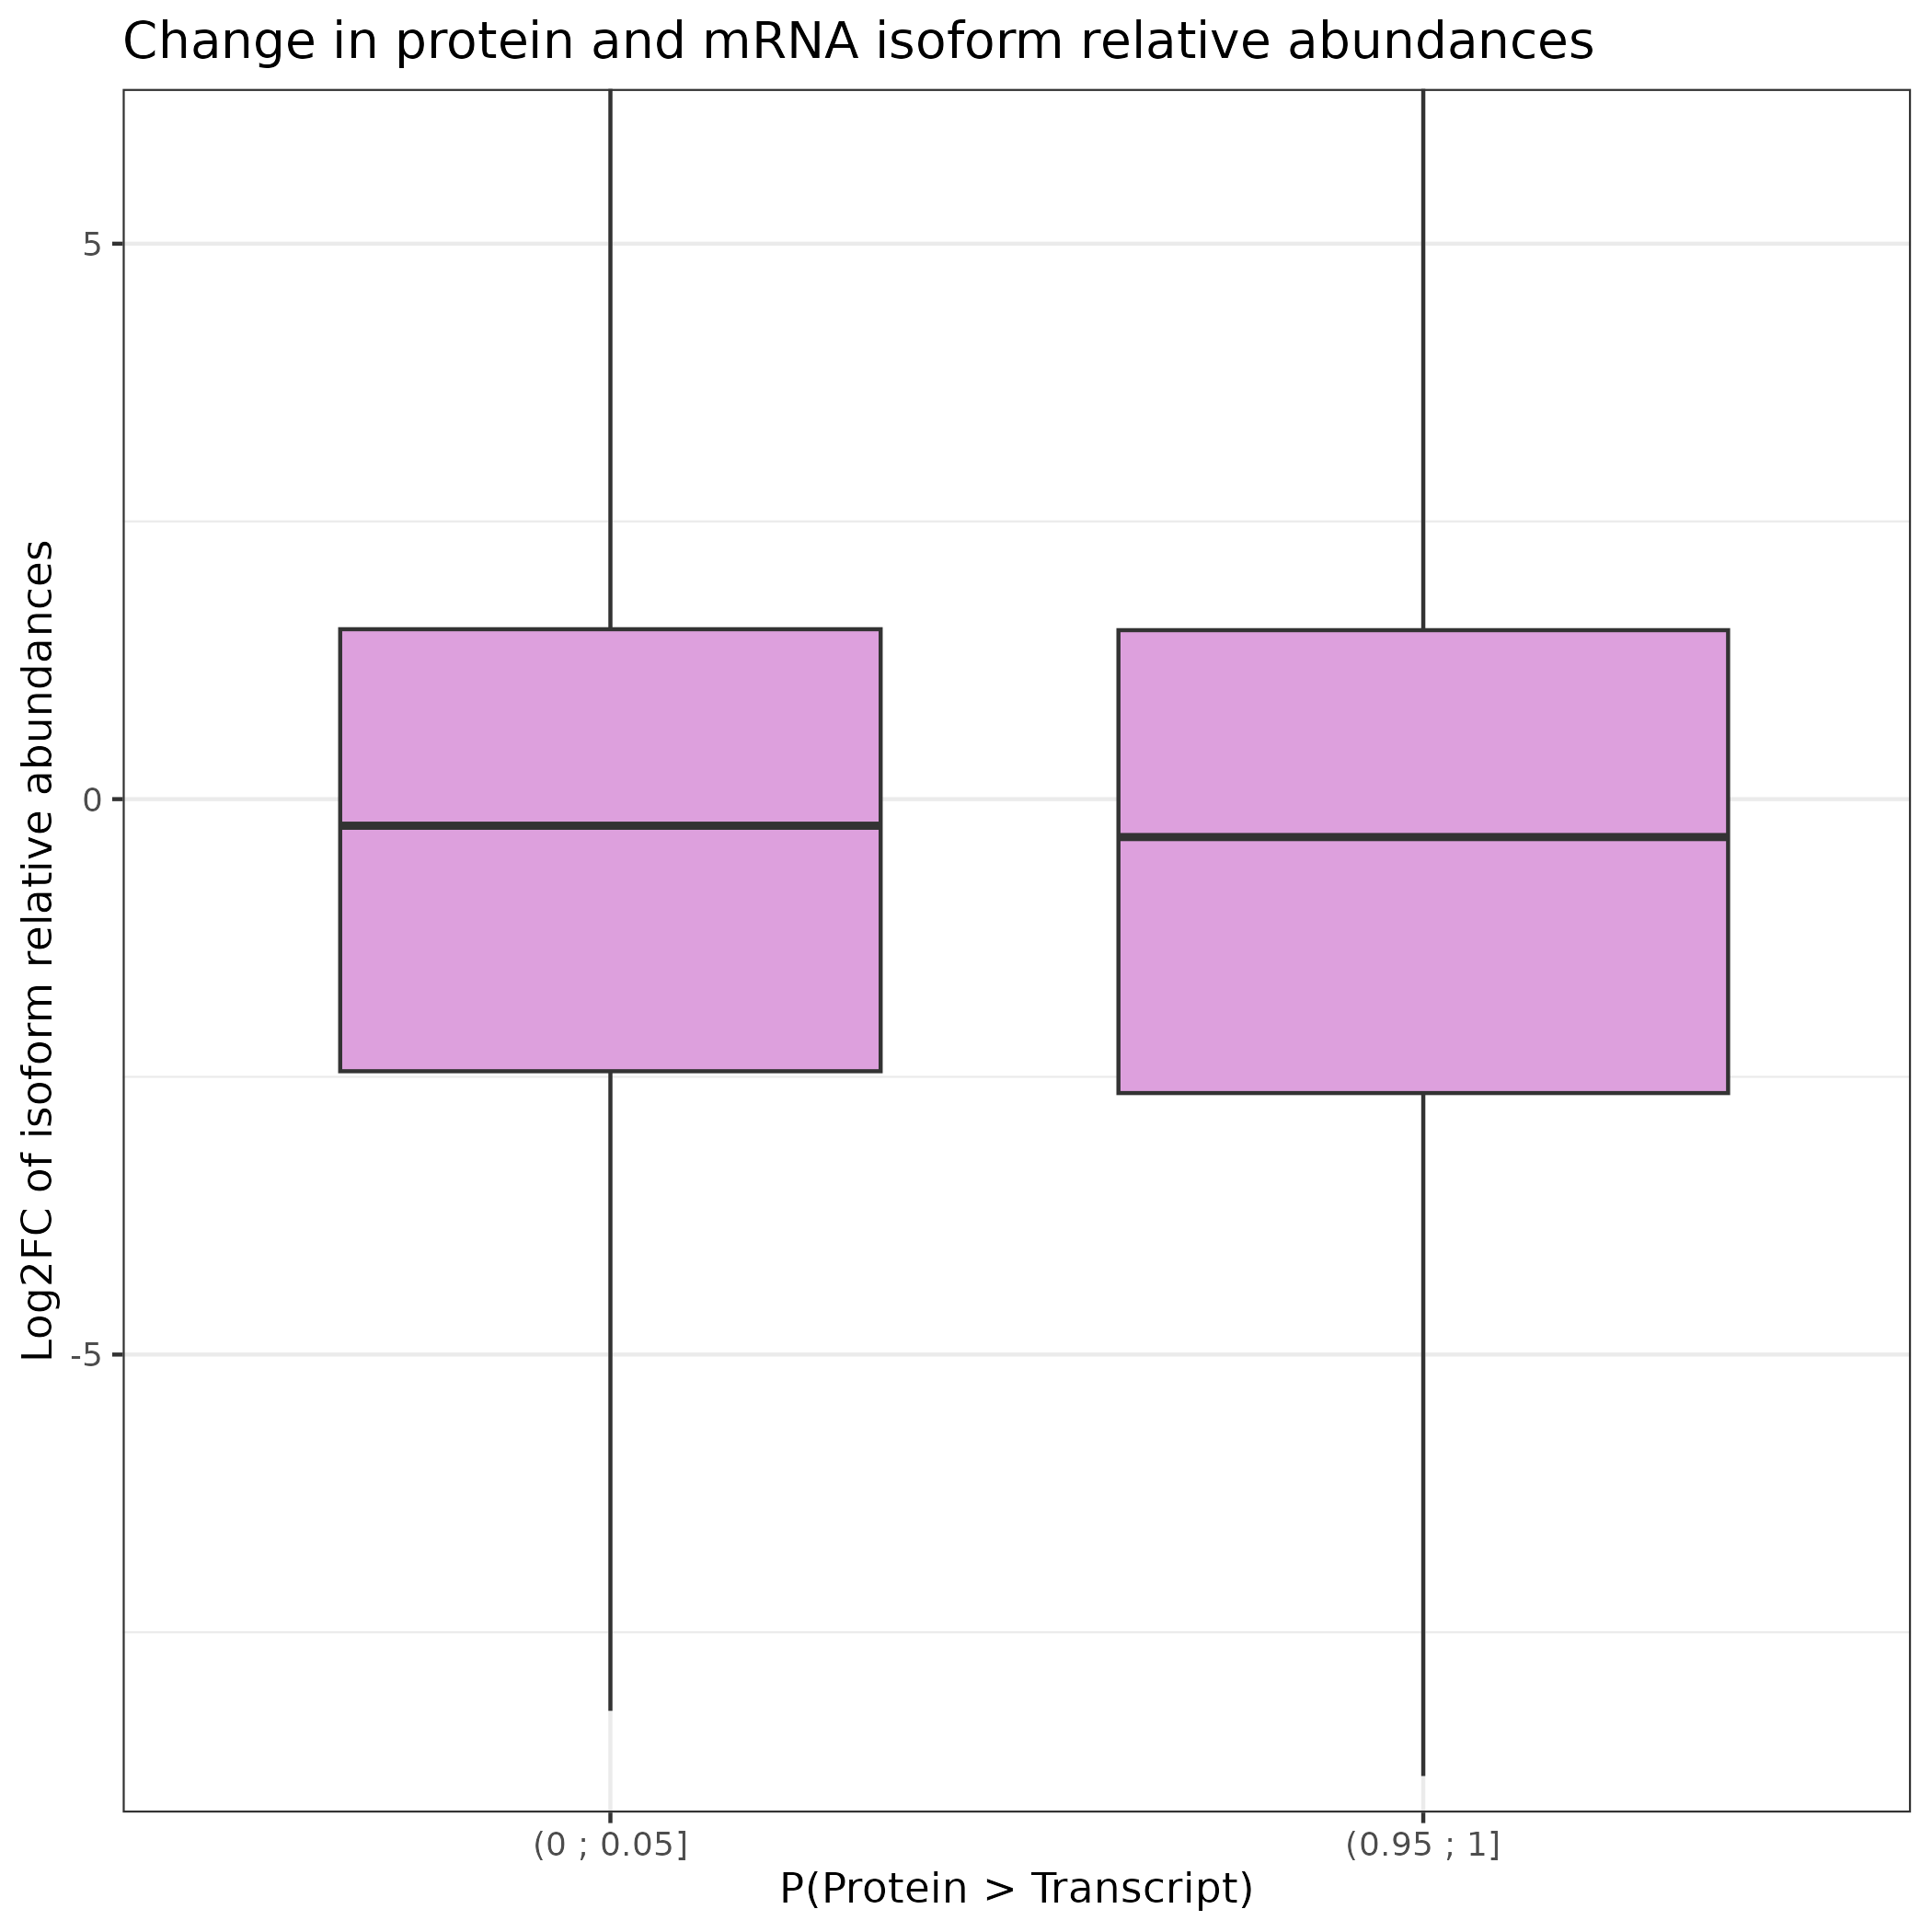 Change in protein and mRNA isoform relative abundances
Log2FC of isoform relative abundances
5
0
-5
(0 ; 0.05]
(0.95 ; 1]
P(Protein > Transcript)